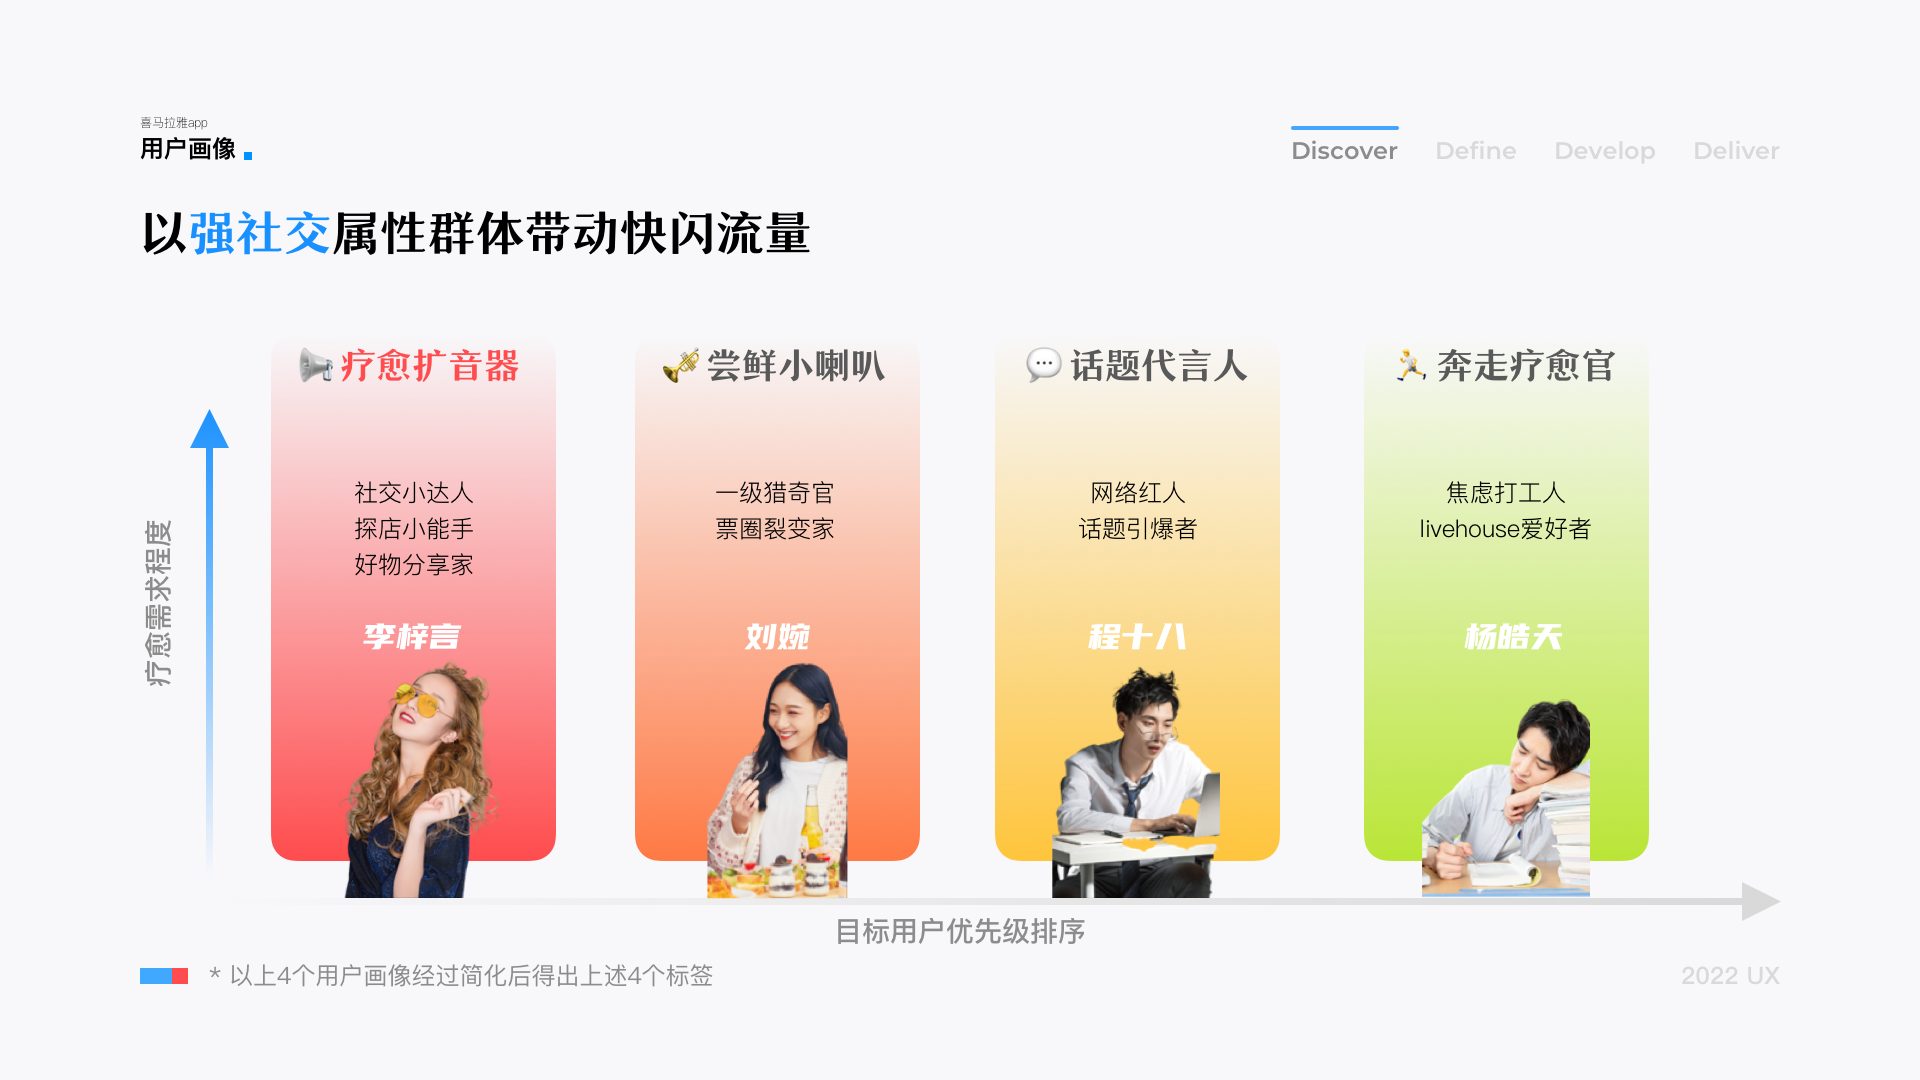 喜马拉雅app
用户画像
Discover Define Develop Deliver
以强社交属性群体带动快闪流量
疗愈扩音器
社交小达人
探店小能手
好物分享家
李梓言
尝鲜小喇叭
一级猎奇官
票圈裂变家
刘婉
话题代言人
网络红人
话题引爆者
程十八
奔走疗愈官
焦虑打工人
livehouse爱好者
杨皓天
疗愈需求程度
目标用户优先级排序
* 以上4个用户画像经过简化后得出上述4个标签
2022 UX